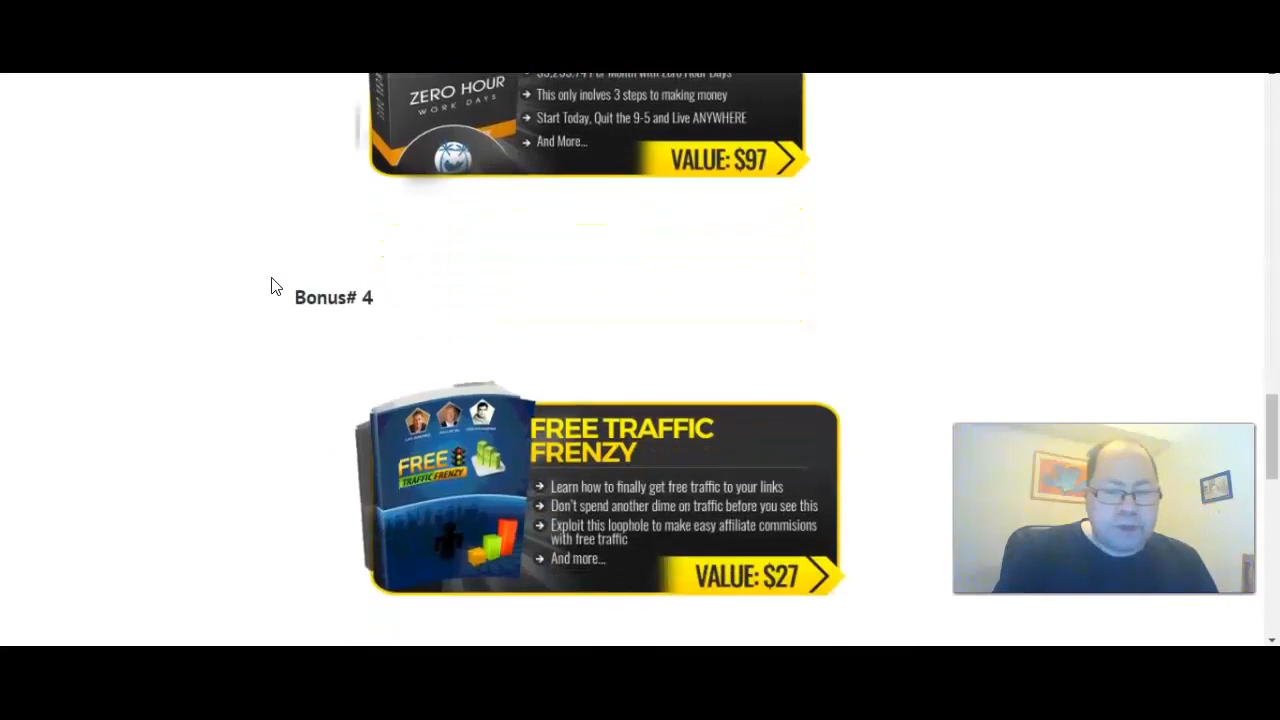 ZERO HOUR
WORK DAYS
This only inolves 3 steps to making money
Start Today, Quit the 9-5 and Live ANYWHERE
And More...
VALUE: $97
Bonus# 4
FREE
TRAFFIC FRENZY
FREE TRAFFIC
FRENZY
Learn how to finally get free traffic to your links
Don't spend another dime on traffic before you see this
Exploit this loophole to make easy affiliate commisions
with free traffic
And more...
VALUE: $27